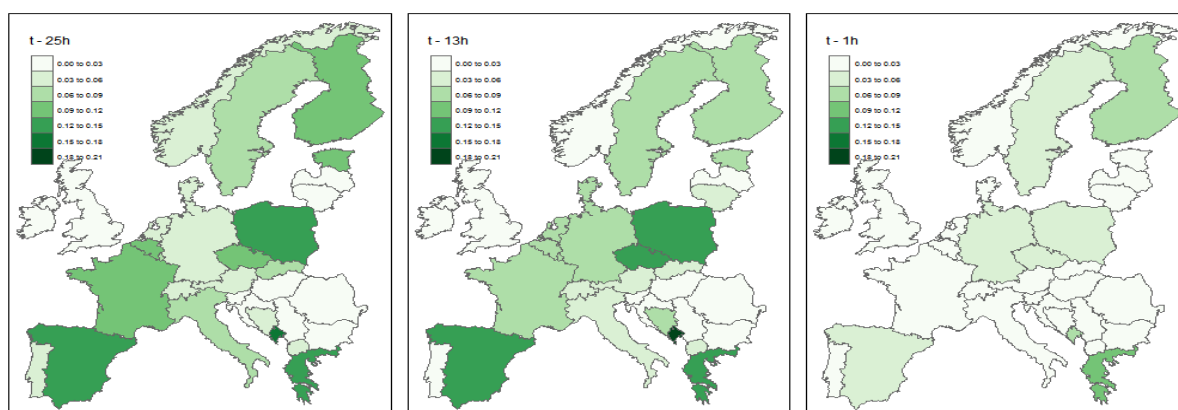 t - 25h
0.00 to 0.03
0.03 to 0.06
0.06 to 0.09
0.09 to 0.12
0.12 to 0.15
0.15 to 0.18
0.18 to 0.21
t - 13h
0.00 to 0.03
0.03 to 0.06
0.06 to 0.09
0.09 to 0.12
0.12 to 0.15
0.15 to 0.18
0.18 to 0.21
t - 1h
0.00 to 0.03
0.03 to 0.06
0.06 to 0.09
0.09 to 0.12
0.12 to 0.15
0.15 to 0.18
0.18 to 0.21